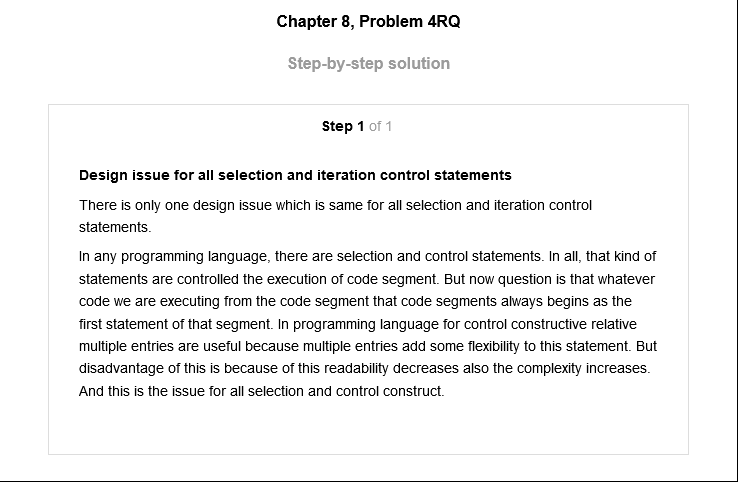 Chapter 8, Problem 4RQ
Step-by-step solution
Step 1 of 1
Design issue for all selection and iteration control statements
There is only one design issue which is same for all selection and iteration control
statements.
In any programming language, there are selection and control statements. In all, that kind of
statements are controlled the execution of code segment. But now question is that whatever
code we are executing from the code segment that code segments always begins as the
first statement of that segment. In programming language for control constructive relative
multiple entries are useful because multiple entries add some flexibility to this statement. But
disadvantage of this is because of this readability decreases also the complexity increases.
And this is the issue for all selection and control construct.